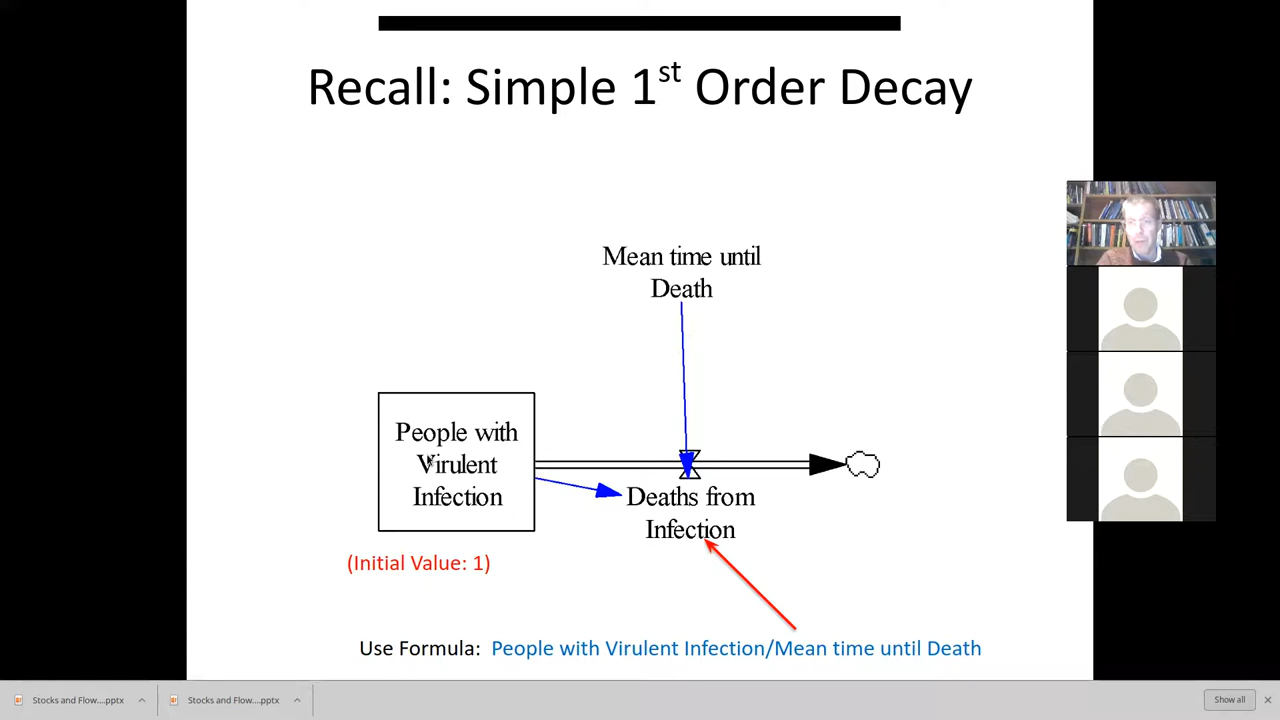 Recall: Simple 1st Order Decay
Mean time until
Death
People with
Virulent
Infection
Deaths from
Infection
(Initial Value: 1)
Use Formula: People with Virulent Infection/Mean time until Death
Stocks and Flow....pptx
Stocks and Flow....pptx
Show all